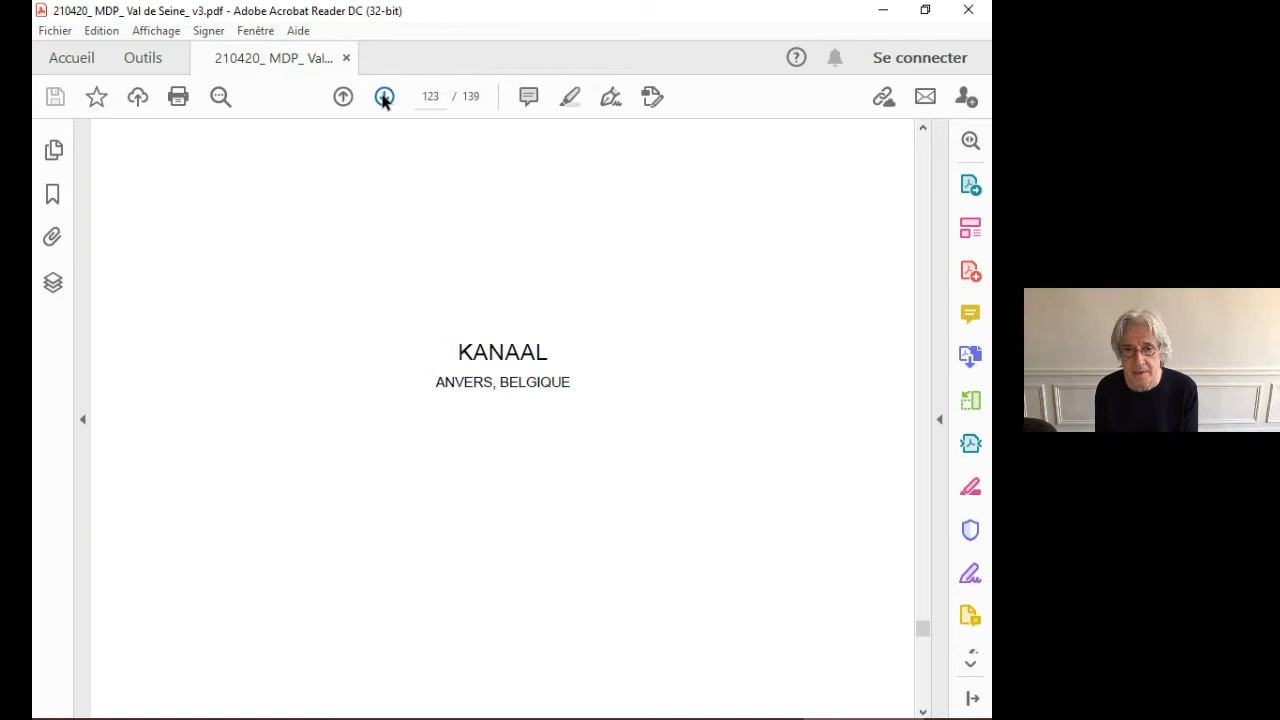 210420_ MDP_ Val de Seine_ v3.pdf - Adobe Acrobat Reader DC (32-bit)
Fichier Edition Affichage Signer Fenêtre Aide
Accueil Outils 210420_ MDP_ Val... Se connecter
123 / 139
KANAAL
ANVERS, BELGIQUE